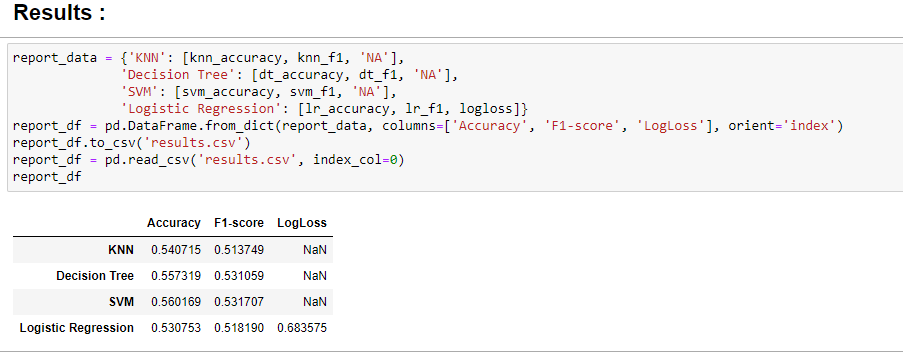 Results :
report_data = {'KNN': [knn_accuracy, knn_f1, 'NA'],
'Decision Tree': [dt_accuracy, dt_f1, 'NA'],
'SVM': [svm_accuracy, svm_f1, 'NA'],
'Logistic Regression': [lr_accuracy, lr_f1, logloss]}
report_df = pd.DataFrame.from_dict(report_data, columns=['Accuracy', 'F1-score', 'LogLoss'], orient='index')
report_df.to_csv('results.csv')
report_df = pd.read_csv('results.csv', index_col=0)
report_df
Accuracy F1-score LogLoss
KNN 0.540715 0.513749 NaN
Decision Tree 0.557319 0.531059 NaN
SVM 0.560169 0.531707 NaN
Logistic Regression 0.530753 0.518190 0.683575